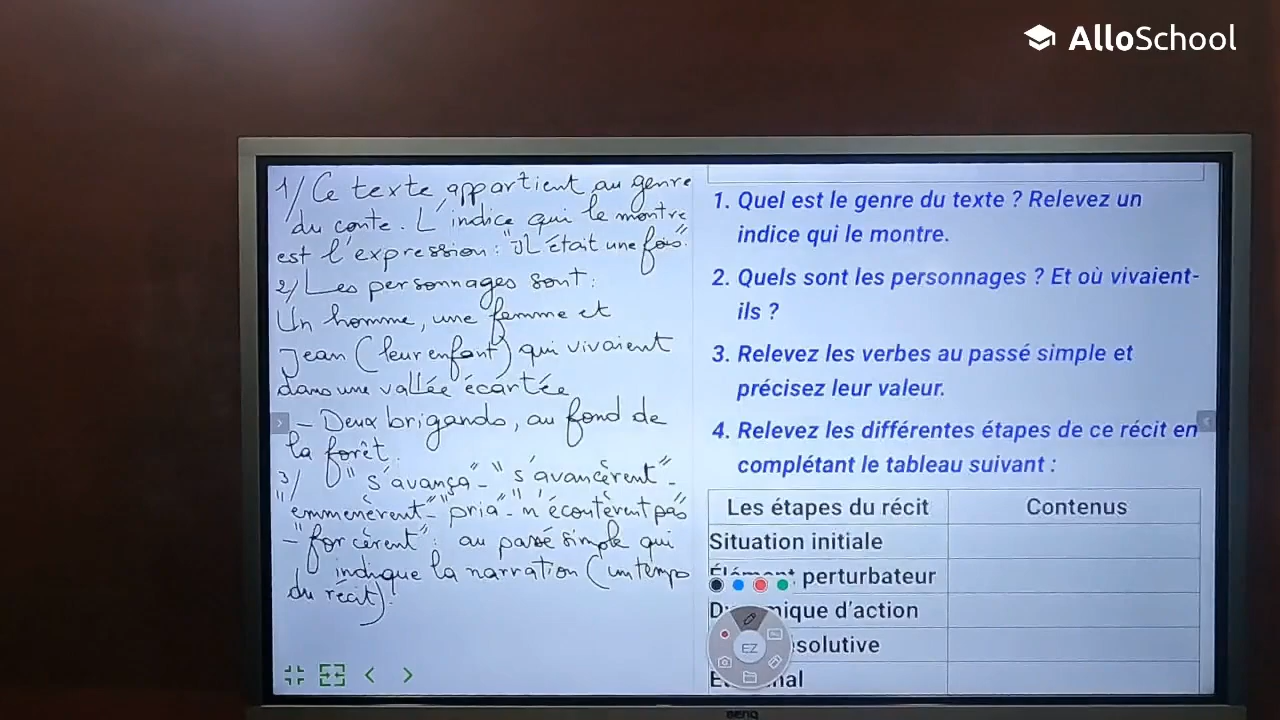 AlloSchool
1/ Ce texte, appartient au genre
du conte. L'indice qui le montre
est l'expression : "Il était une fois".
2/ Les personnages sont :
Un homme, une femme et
Jean (leur enfant) qui vivaient
dans une vallée écartée
- Deux brigands, au fond de
la forêt.
3/ "s'avança" - "s'avancèrent" -
"emmenèrent" - "pria" - "n'écoutèrent pas"
- "forcèrent" : au passé simple qui
indique la narration (un temps
du récit).
1. Quel est le genre du texte ? Relevez un
indice qui le montre.
2. Quels sont les personnages ? Et où vivaient-
ils ?
3. Relevez les verbes au passé simple et
précisez leur valeur.
4. Relevez les différentes étapes de ce récit en
complétant le tableau suivant :
Les étapes du récit Contenus
Situation initiale
perturbateur
d'action
EZ
BENQ